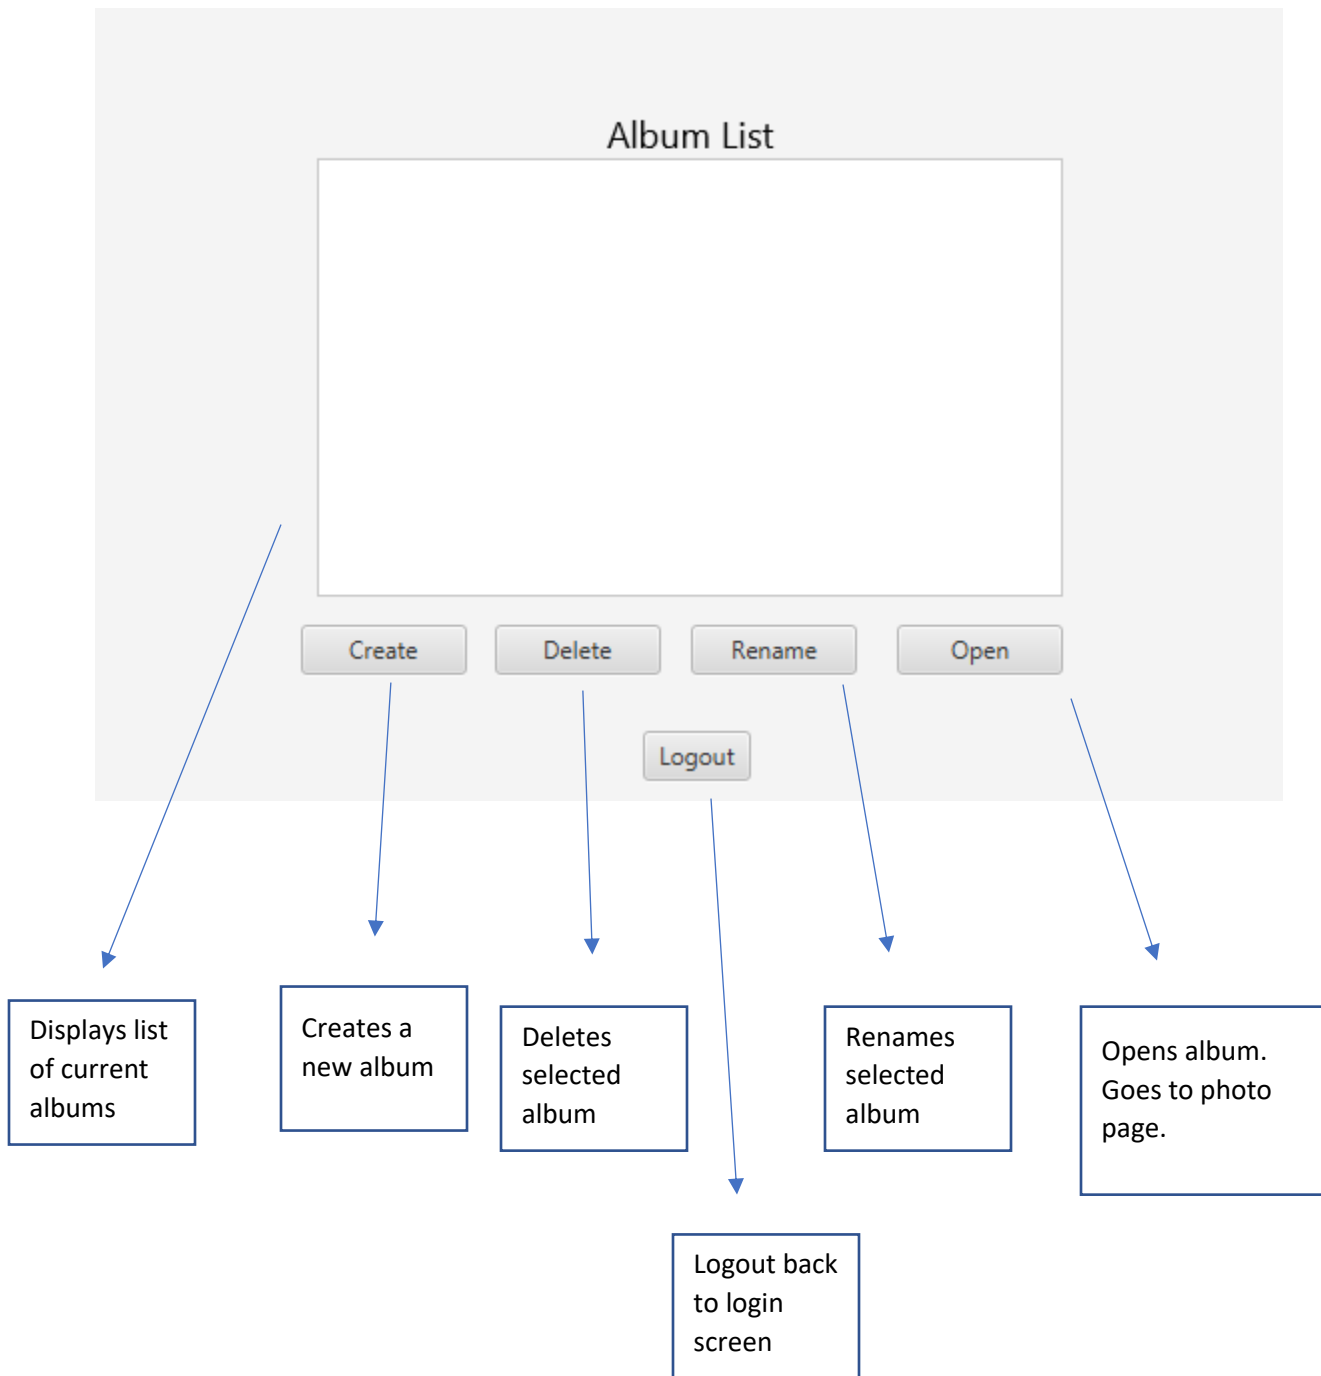 Album List
Create
Delete
Rename
Open
Logout
Displays list
of current
albums
Creates a
new album
Deletes
selected
album
Renames
selected
album
Opens album.
Goes to photo
page.
Logout back
to login
screen